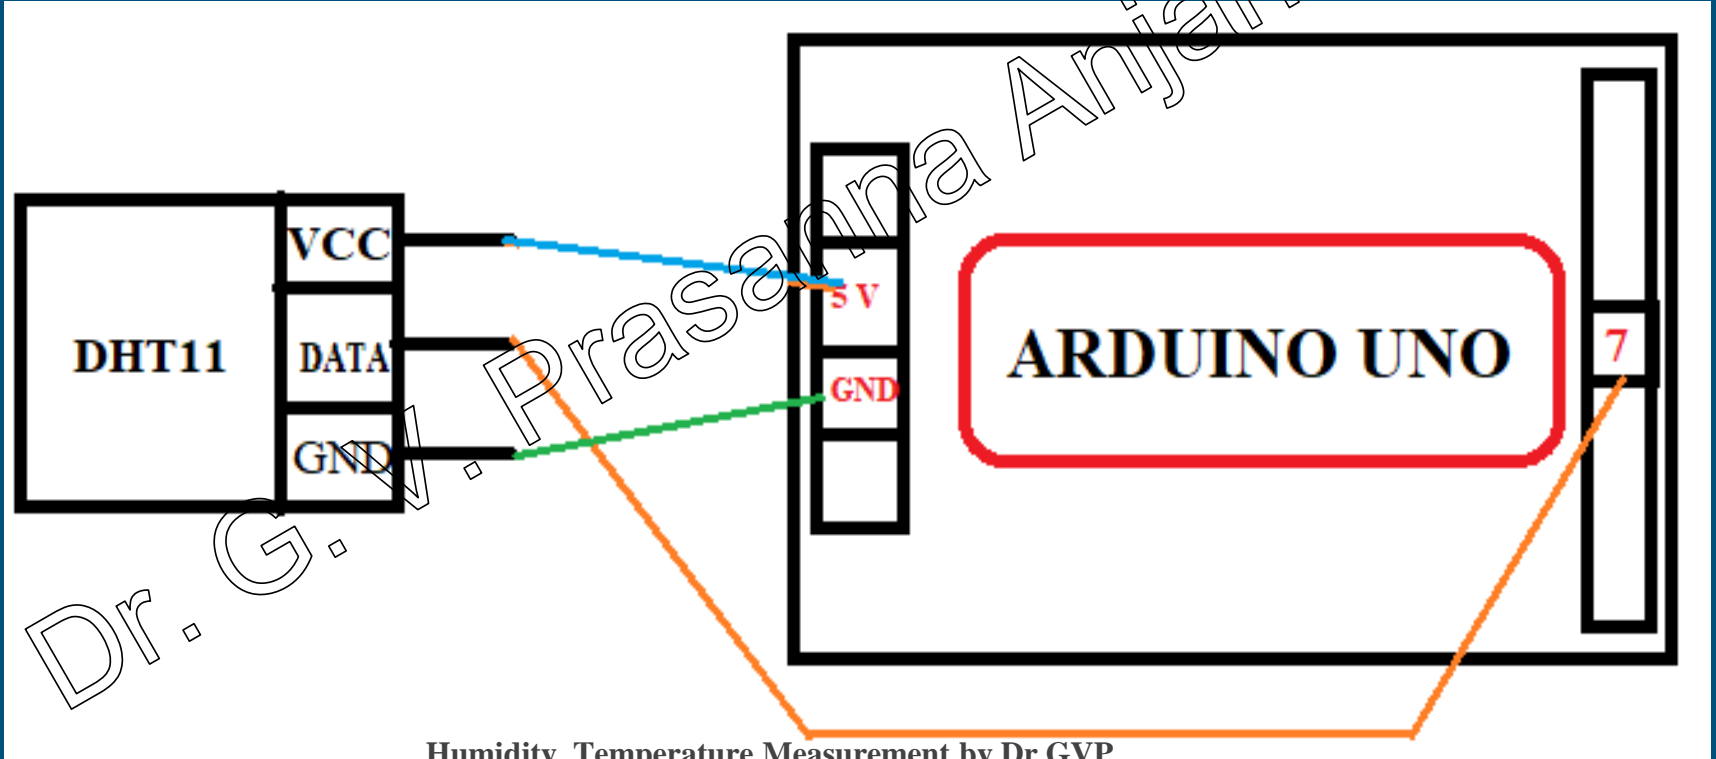 VCC
DHT11
DATA
GND
5 V
GND
ARDUINO UNO
7
Dr. G. V. Prasanna Anjan
Humidity, Temperature Measurement by Dr GVP